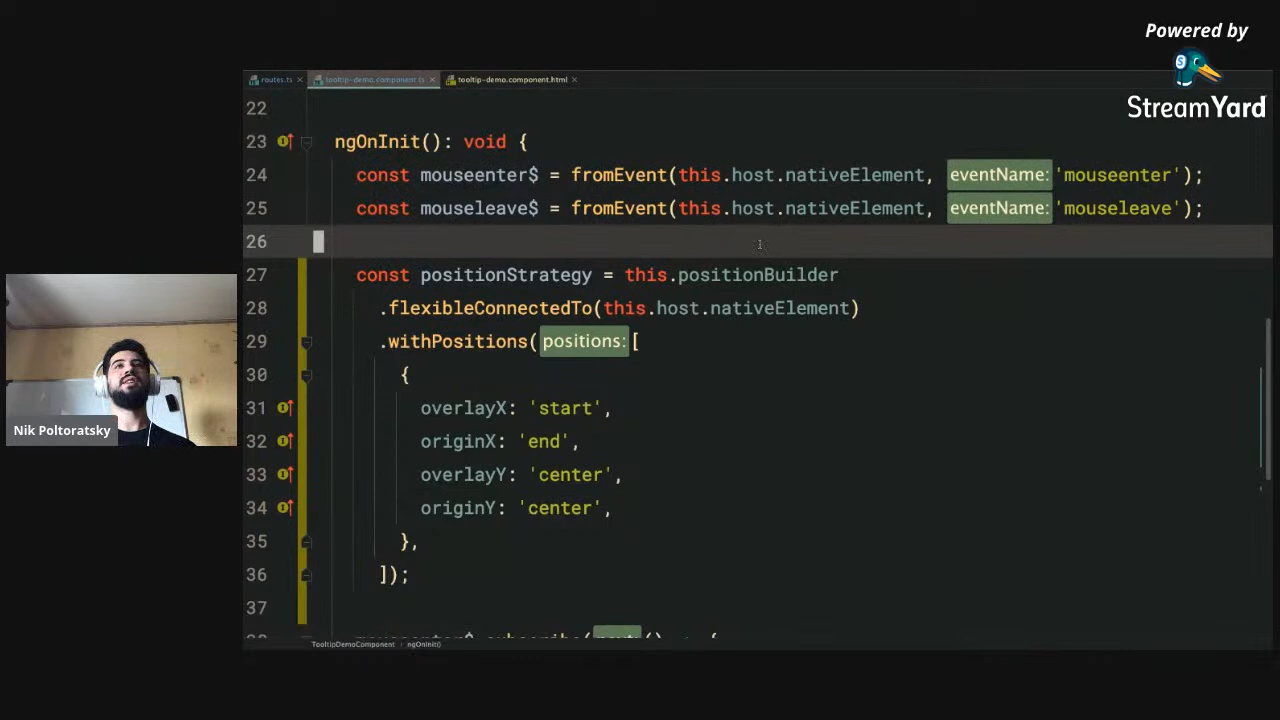 Powered by
StreamYard
routes.ts
tooltip-demo.component.ts
tooltip-demo.component.html
22
23 ngOnInit(): void {
24 const mouseenter$ = fromEvent(this.host.nativeElement, eventName: 'mouseenter');
25 const mouseleave$ = fromEvent(this.host.nativeElement, eventName: 'mouseleave');
26
27 const positionStrategy = this.positionBuilder
28 .flexibleConnectedTo(this.host.nativeElement)
29 .withPositions( positions: [
30 {
31 overlayX: 'start',
32 originX: 'end',
33 overlayY: 'center',
34 originY: 'center',
35 },
36 ]);
37
TooltipDemoComponent › ngOnInit()
Nik Poltoratsky